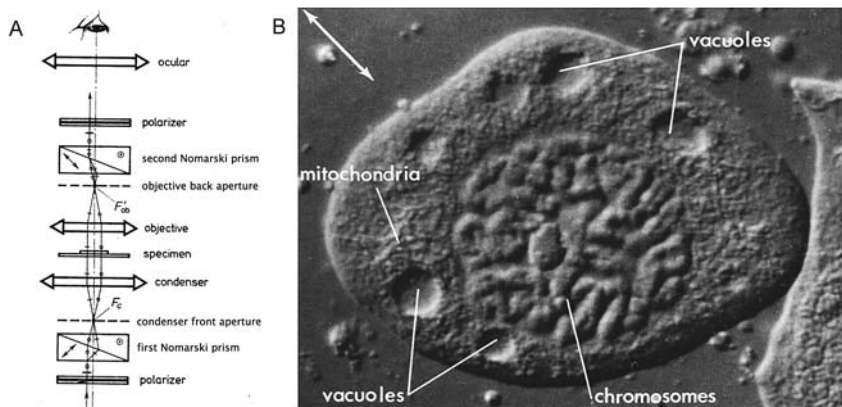 A
ocular
polarizer
second Nomarski prism
objective back aperture
F'ob
objective
specimen
condenser
Fc
condenser front aperture
first Nomarski prism
polarizer
B
vacuoles
mitochondria
vacuoles
chromosomes